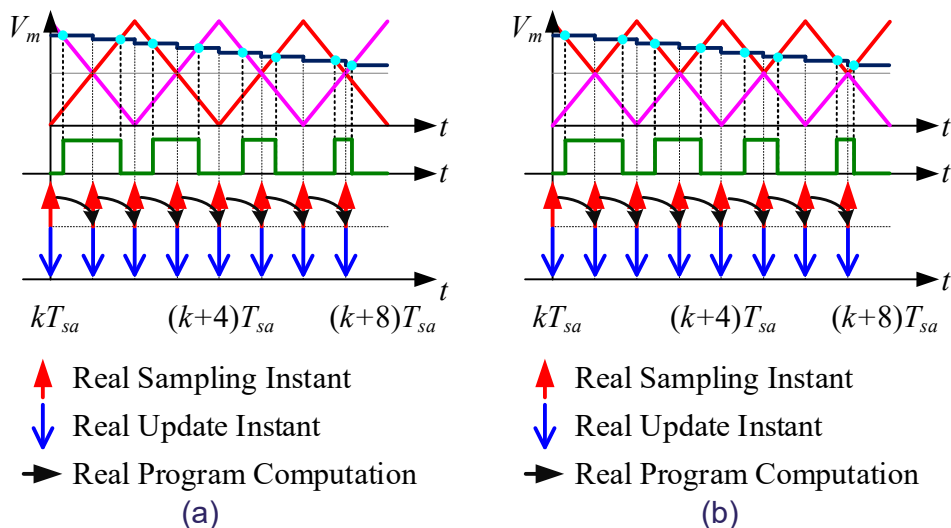 V_m
t
t
t
kT_sa (k+4)T_sa (k+8)T_sa
Real Sampling Instant
Real Update Instant
Real Program Computation
(a)
V_m
t
t
t
kT_sa (k+4)T_sa (k+8)T_sa
Real Sampling Instant
Real Update Instant
Real Program Computation
(b)